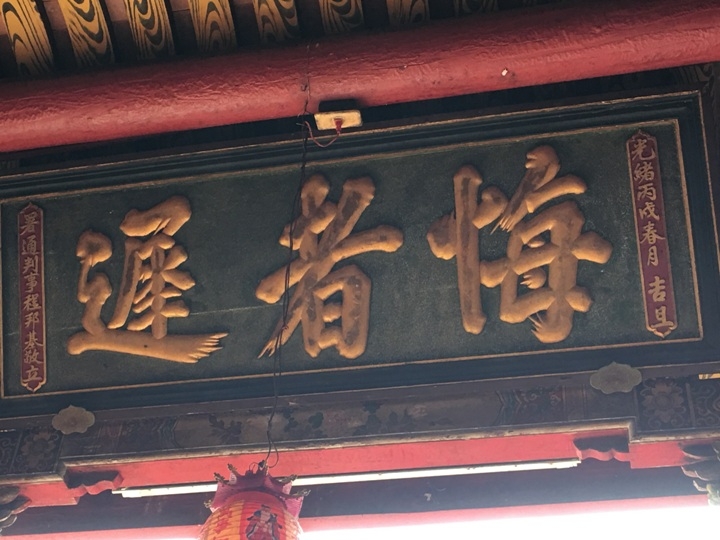 光緒丙戌春月 吉旦
悔者遲
署通判事程邦基敬立